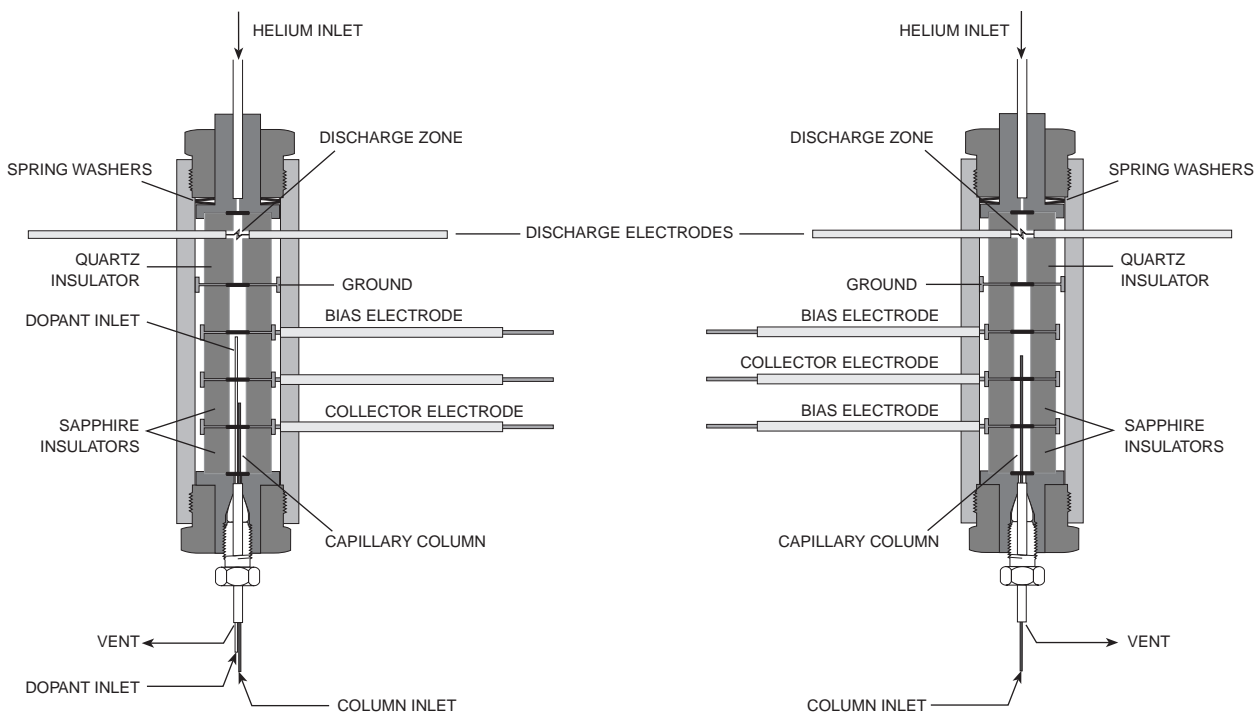 HELIUM INLET
DISCHARGE ZONE
SPRING WASHERS
QUARTZ
INSULATOR
GROUND
DOPANT INLET
BIAS ELECTRODE
COLLECTOR ELECTRODE
SAPPHIRE
INSULATORS
CAPILLARY COLUMN
VENT
DOPANT INLET
COLUMN INLET
DISCHARGE ELECTRODES
HELIUM INLET
DISCHARGE
ZONE
SPRING WASHERS
QUARTZ
INSULATOR
GROUND
BIAS ELECTRODE
COLLECTOR ELECTRODE
BIAS ELECTRODE
SAPPHIRE
INSULATORS
CAPILLARY COLUMN
VENT
COLUMN INLET